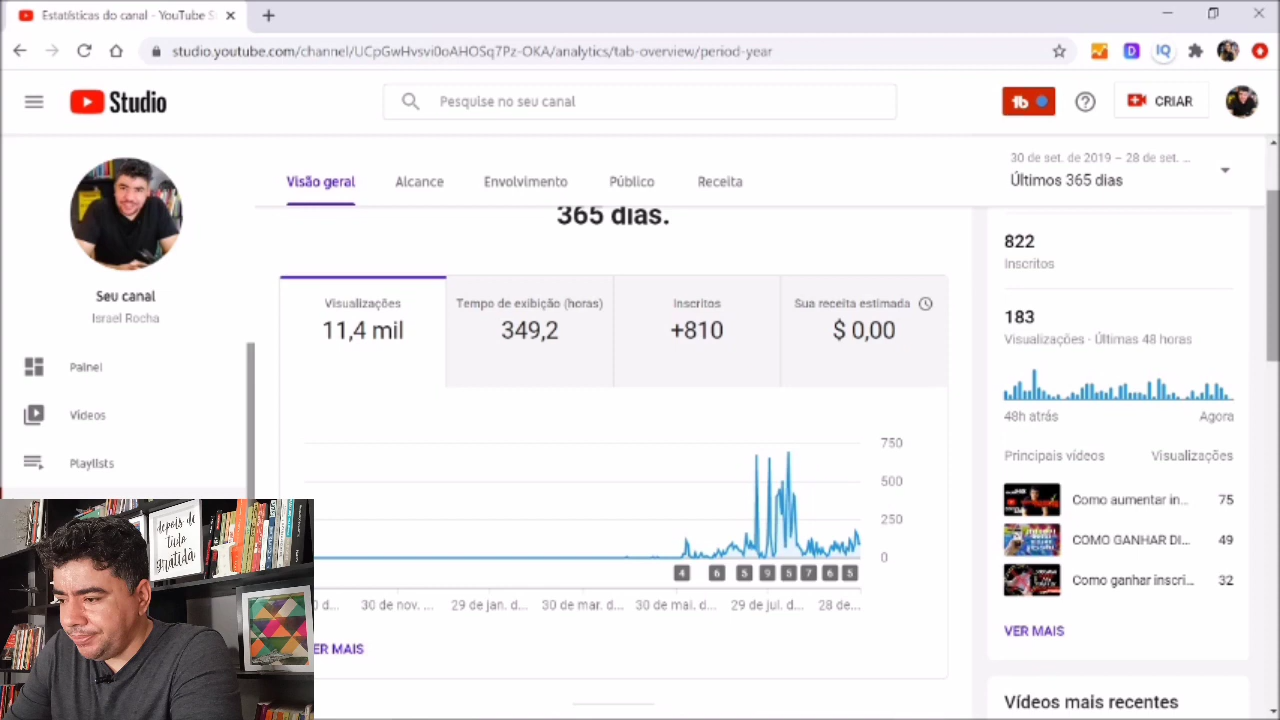 Estatísticas do canal - YouTube S
studio.youtube.com/channel/UCpGwHvsvi0oAHOSq7Pz-OKA/analytics/tab-overview/period-year
Studio
Pesquise no seu canal
CRIAR
Seu canal
Israel Rocha
Painel
Vídeos
Playlists
Visão geral
Alcance
Envolvimento
Público
Receita
30 de set. de 2019 – 28 de set. ...
Últimos 365 dias
365 dias.
Visualizações
11,4 mil
Tempo de exibição (horas)
349,2
Inscritos
+810
Sua receita estimada
$ 0,00
750
500
250
0
4 6 5 9 5 7 6 5
0 d... 30 de nov. ... 29 de jan. d... 30 de mar. d... 30 de mai. d... 29 de jul. d... 28 de...
ER MAIS
822
Inscritos
183
Visualizações · Últimas 48 horas
48h atrás Agora
Principais vídeos Visualizações
Como aumentar in... 75
COMO GANHAR DI... 49
Como ganhar inscri... 32
VER MAIS
Vídeos mais recentes
depois de
tudo
pratida